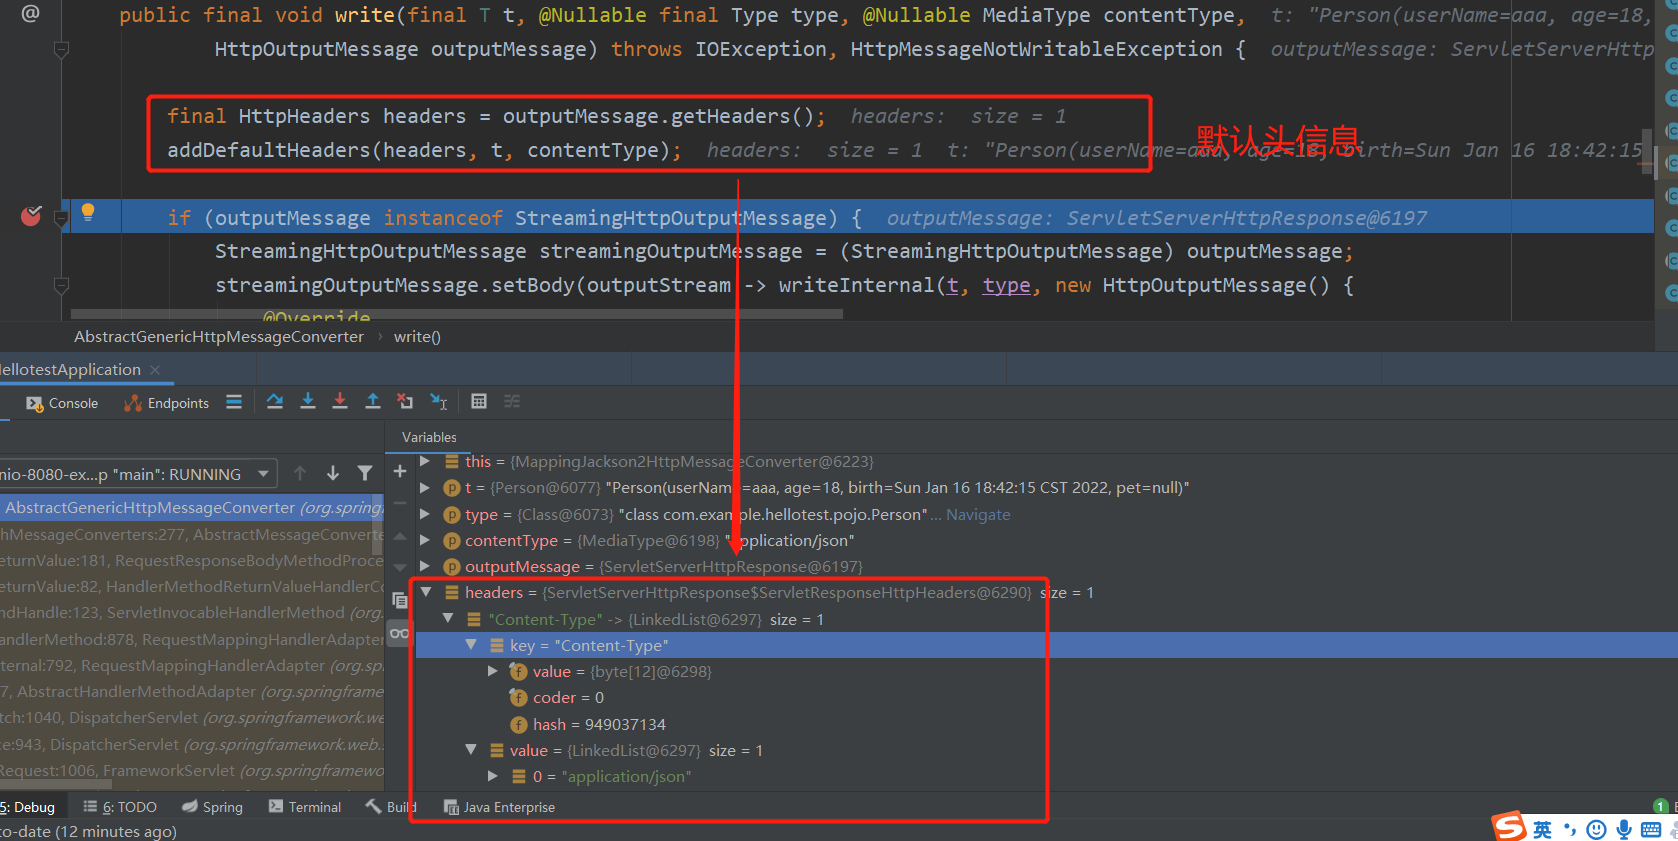 @ public final void write(final T t, @Nullable final Type type, @Nullable MediaType contentType, t: "Person(userName=aaa, age=18,
HttpOutputMessage outputMessage) throws IOException, HttpMessageNotWritableException { outputMessage: ServletServerHttp
final HttpHeaders headers = outputMessage.getHeaders(); headers: size = 1
addDefaultHeaders(headers, t, contentType); headers: size = 1 t: "Person(userName=aaa, age=18, birth=Sun Jan 16 18:42:15
默认头信息
if (outputMessage instanceof StreamingHttpOutputMessage) { outputMessage: ServletServerHttpResponse@6197
StreamingHttpOutputMessage streamingOutputMessage = (StreamingHttpOutputMessage) outputMessage;
streamingOutputMessage.setBody(outputStream -> writeInternal(t, type, new HttpOutputMessage() {
@Override
AbstractGenericHttpMessageConverter › write()
ellotestApplication ×
Console Endpoints
Variables
nio-8080-ex...p "main": RUNNING
AbstractGenericHttpMessageConverter (org.spring
hMessageConverters:277, AbstractMessageConverte
eturnValue:181, RequestResponseBodyMethodProce
eturnValue:82, HandlerMethodReturnValueHandlerCo
ndHandle:123, ServletInvocableHandlerMethod (org.
andlerMethod:878, RequestMappingHandlerAdapter
ternal:792, RequestMappingHandlerAdapter (org.sp
7, AbstractHandlerMethodAdapter (org.springframe
tch:1040, DispatcherServlet (org.springframework.we
ce:943, DispatcherServlet (org.springframework.web..
Request:1006, FrameworkServlet (org.springframewo
this = {MappingJackson2HttpMessageConverter@6223}
p t = {Person@6077} "Person(userName=aaa, age=18, birth=Sun Jan 16 18:42:15 CST 2022, pet=null)"
p type = {Class@6073} "class com.example.hellotest.pojo.Person"... Navigate
p contentType = {MediaType@6198} "application/json"
p outputMessage = {ServletServerHttpResponse@6197}
headers = {ServletServerHttpResponse$ServletResponseHttpHeaders@6290} size = 1
"Content-Type" -> {LinkedList@6297} size = 1
key = "Content-Type"
f value = {byte[12]@6298}
f coder = 0
f hash = 949037134
value = {LinkedList@6297} size = 1
0 = "application/json"
5: Debug 6: TODO Spring Terminal Build Java Enterprise 1
to-date (12 minutes ago)
S 英